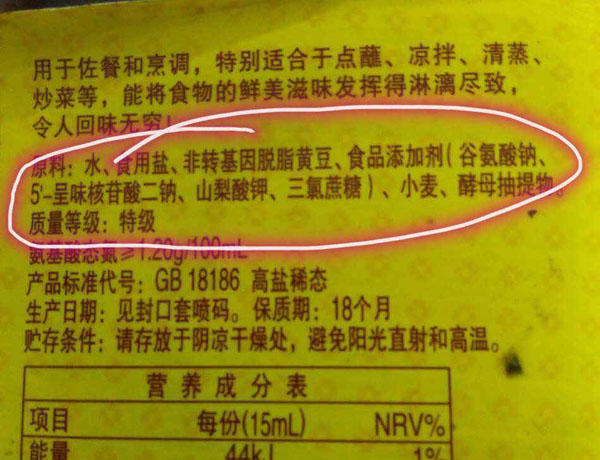 用于佐餐和烹调，特别适合于点蘸、凉拌、清蒸、
炒菜等，能将食物的鲜美滋味发挥得淋漓尽致，
令人回味无穷！
原料：水、食用盐、非转基因脱脂黄豆、食品添加剂（谷氨酸钠、
5'-呈味核苷酸二钠、山梨酸钾、三氯蔗糖）、小麦、酵母抽提物。
质量等级：特级
氨基酸态氮≥1.20g/100mL
产品标准代号：GB 18186 高盐稀态
生产日期：见封口套喷码。保质期：18个月
贮存条件：请存放于阴凉干燥处，避免阳光直射和高温。
营养成分表
项目 每份(15mL) NRV%
能量 44kJ 1%